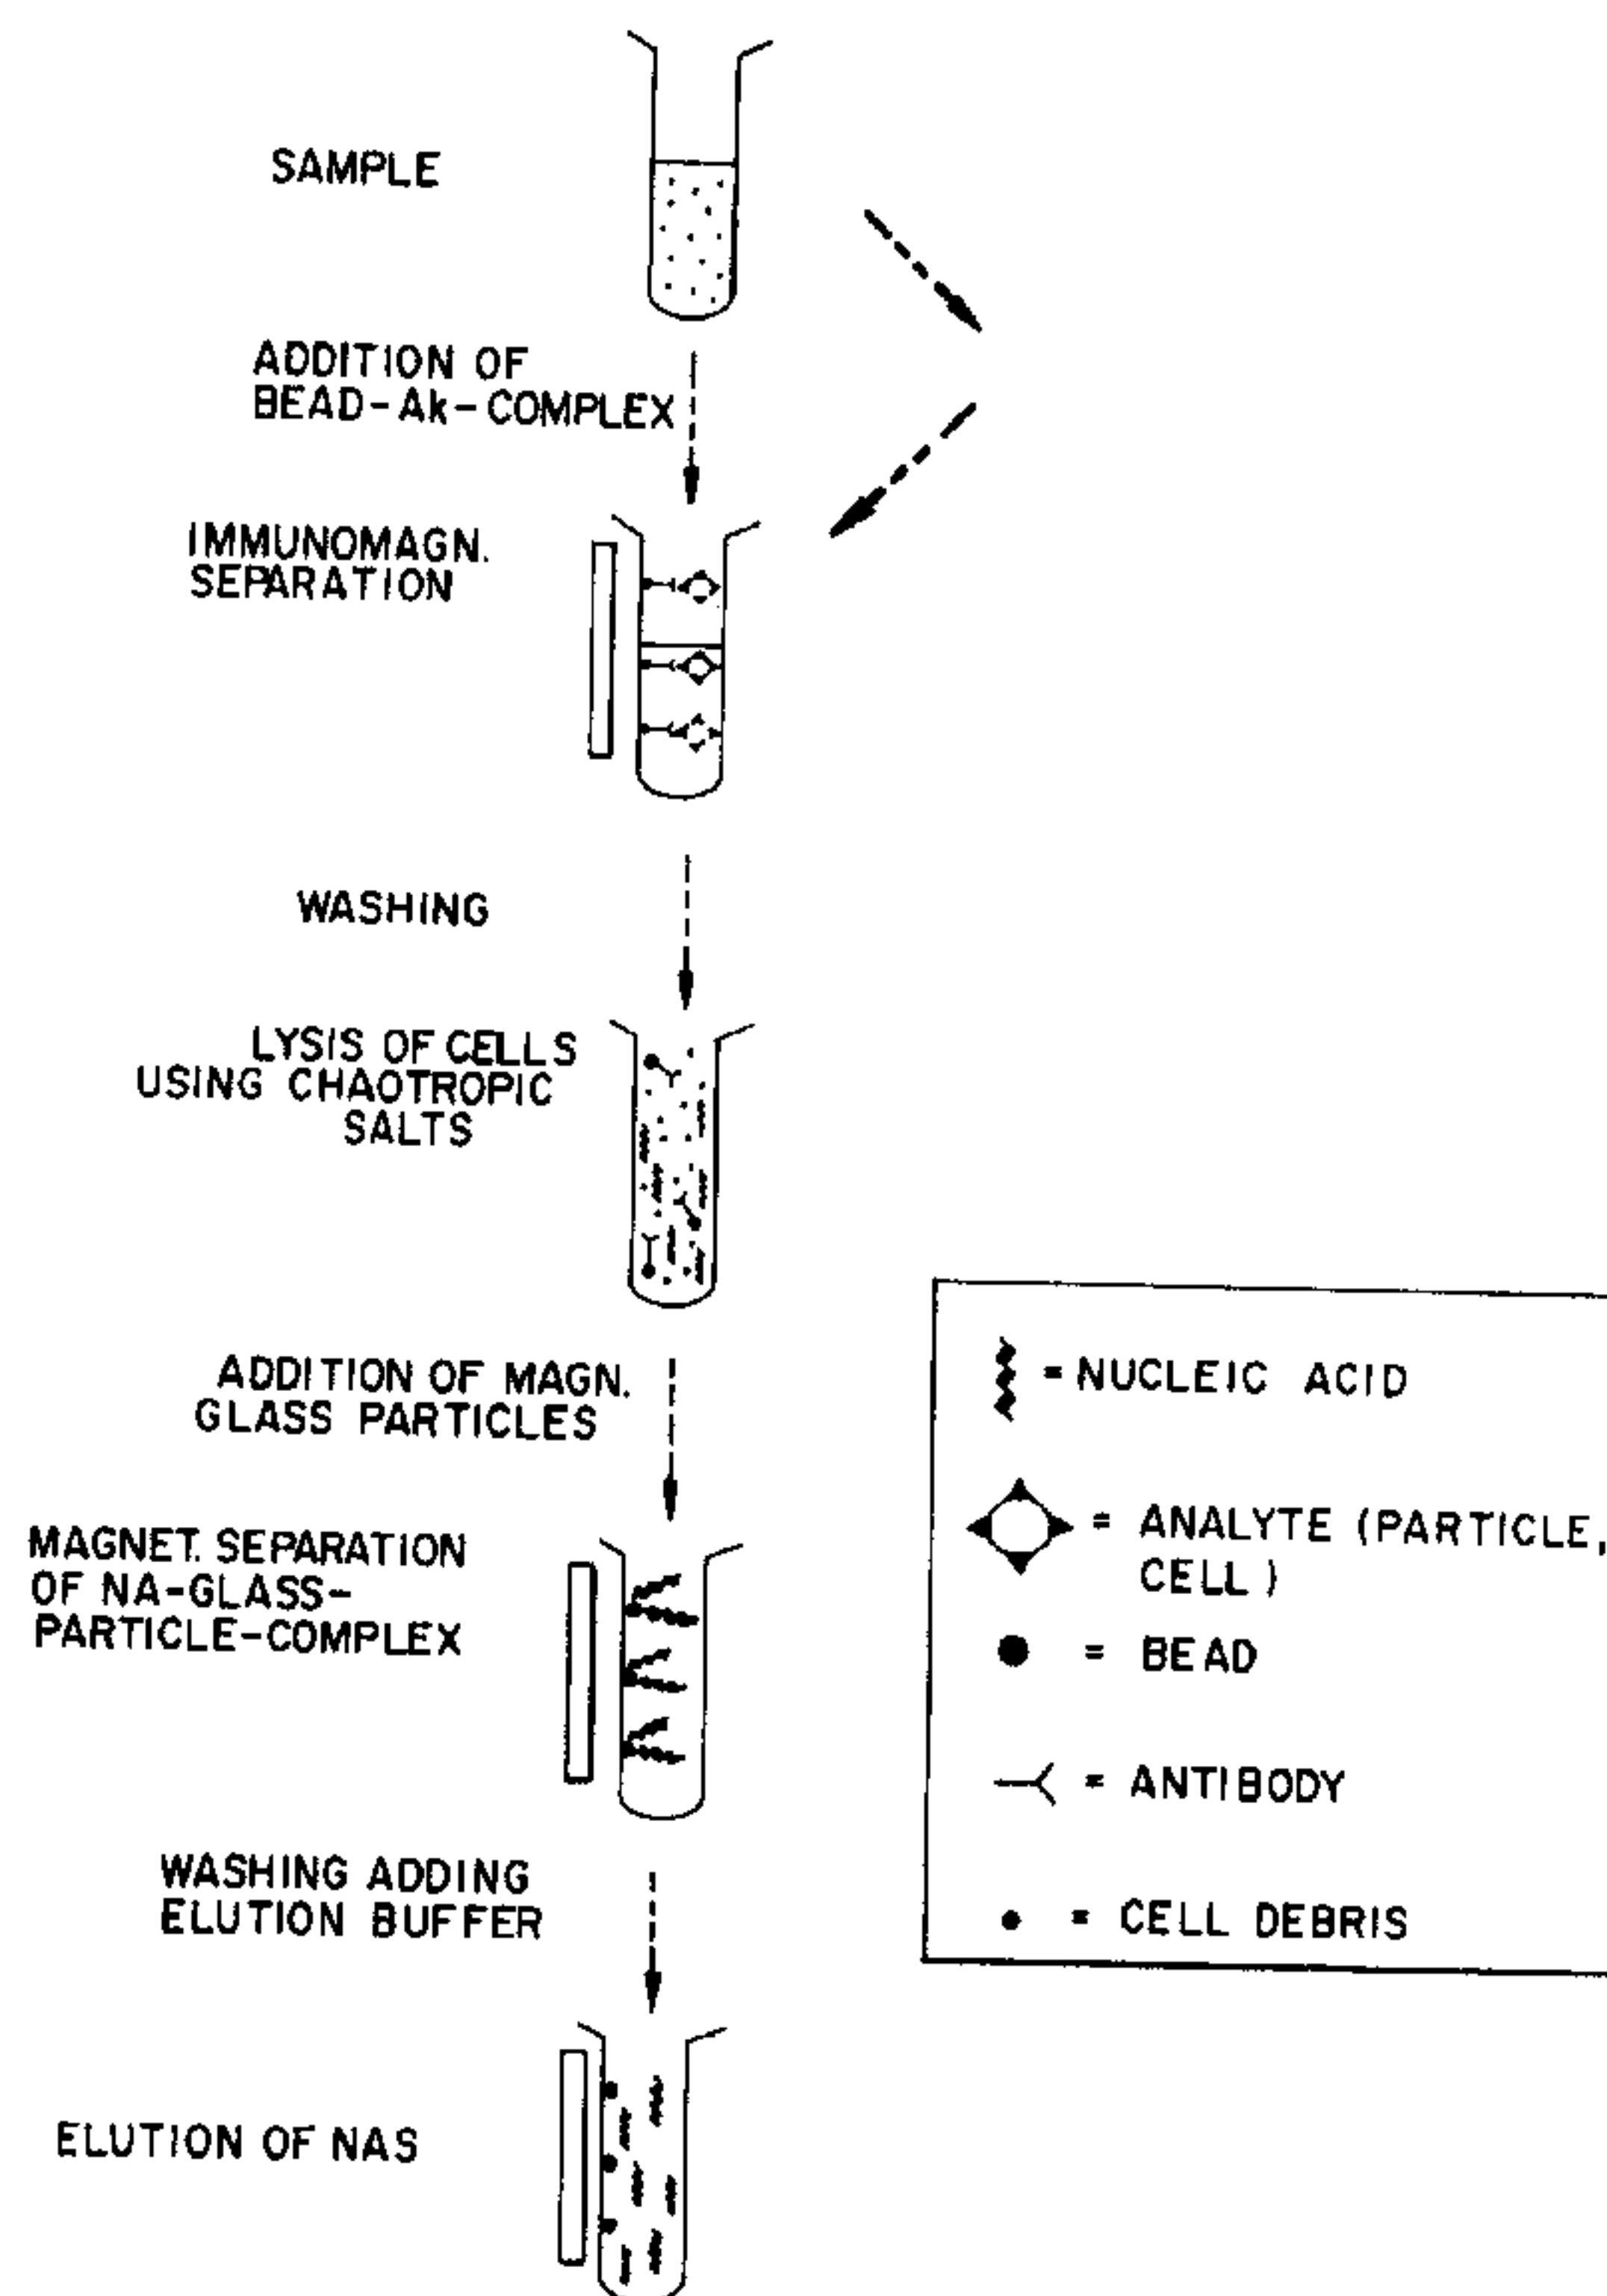 SAMPLE
ADDITION OF
BEAD-Ak-COMPLEX
IMMUNOMAGN.
SEPARATION
WASHING
LYSIS OF CELLS
USING CHAOTROPIC
SALTS
ADDITION OF MAGN.
GLASS PARTICLES
MAGNET. SEPARATION
OF NA-GLASS-
PARTICLE-COMPLEX
WASHING ADDING
ELUTION BUFFER
ELUTION OF NAS
= NUCLEIC ACID
= ANALYTE (PARTICLE,
CELL)
= BEAD
= ANTIBODY
= CELL DEBRIS